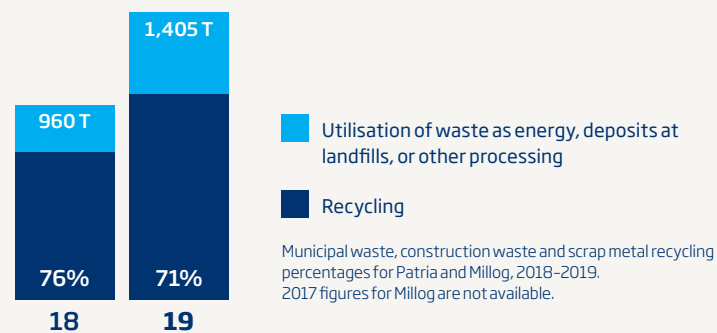 1,405 T
960 T
76%
71%
18
19
Utilisation of waste as energy, deposits at
landfills, or other processing
Recycling
Municipal waste, construction waste and scrap metal recycling
percentages for Patria and Millog, 2018–2019.
2017 figures for Millog are not available.